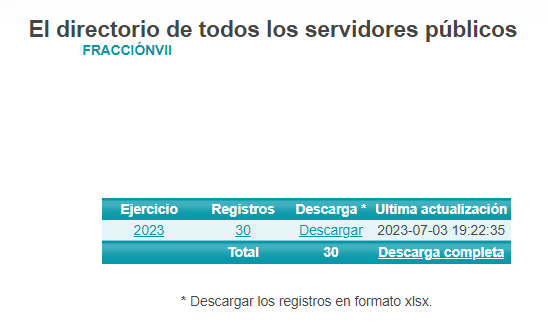 El directorio de todos los servidores públicos
FRACCIÓNVII
Ejercicio Registros Descarga * Ultima actualización
2023 30 Descargar 2023-07-03 19:22:35
Total 30 Descarga completa
* Descargar los registros en formato xlsx.